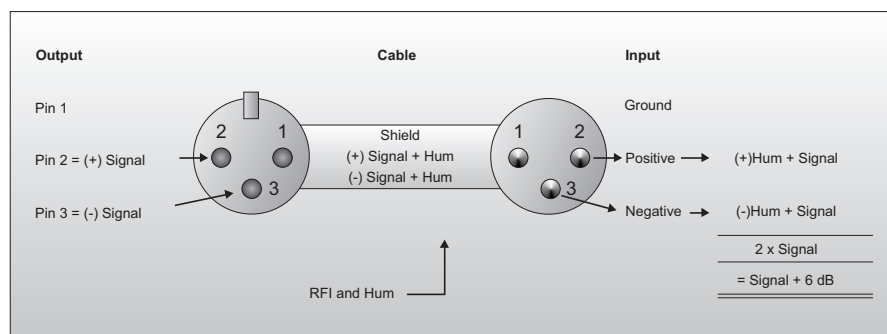 Output Cable Input
Pin 1 Ground
2 1 Shield 1 2
Pin 2 = (+) Signal (+) Signal + Hum Positive (+)Hum + Signal
(-) Signal + Hum
3 3
Pin 3 = (-) Signal Negative (-)Hum + Signal
2 x Signal
= Signal + 6 dB
RFI and Hum